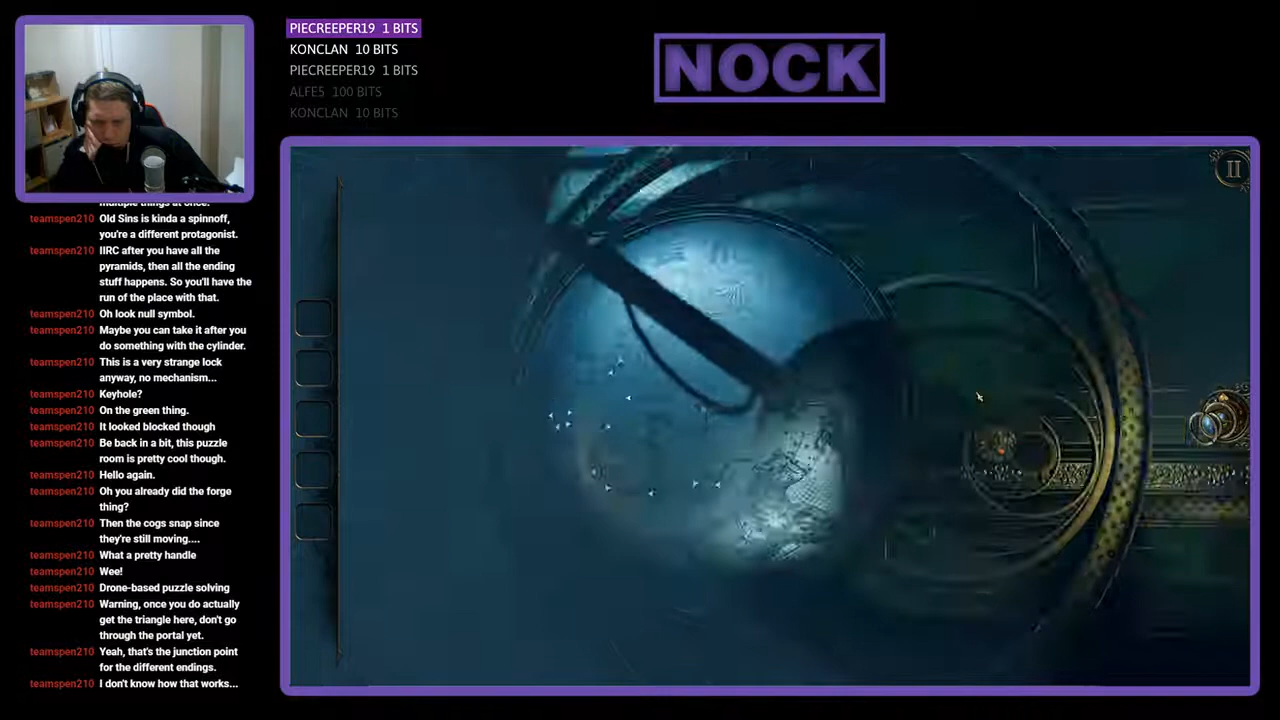 PIECREEPER19 1 BITS
KONCLAN 10 BITS
PIECREEPER19 1 BITS
ALFE5 100 BITS
KONCLAN 10 BITS
NOCK
multiple things at once.
teamspen210 Old Sins is kinda a spinnoff,
you're a different protagonist.
teamspen210 IIRC after you have all the
pyramids, then all the ending
stuff happens. So you'll have the
run of the place with that.
teamspen210 Oh look null symbol.
teamspen210 Maybe you can take it after you
do something with the cylinder.
teamspen210 This is a very strange lock
anyway, no mechanism...
teamspen210 Keyhole?
teamspen210 On the green thing.
teamspen210 It looked blocked though
teamspen210 Be back in a bit, this puzzle
room is pretty cool though.
teamspen210 Hello again.
teamspen210 Oh you already did the forge
thing?
teamspen210 Then the cogs snap since
they're still moving....
teamspen210 What a pretty handle
teamspen210 Wee!
teamspen210 Drone-based puzzle solving
teamspen210 Warning, once you do actually
get the triangle here, don't go
through the portal yet.
teamspen210 Yeah, that's the junction point
for the different endings.
teamspen210 I don't know how that works...